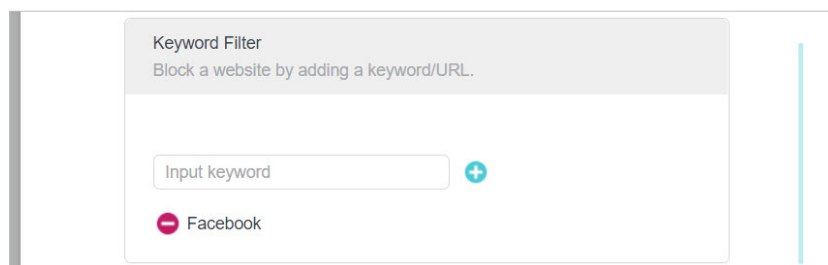 Keyword Filter
Block a website by adding a keyword/URL.
Input keyword
Facebook